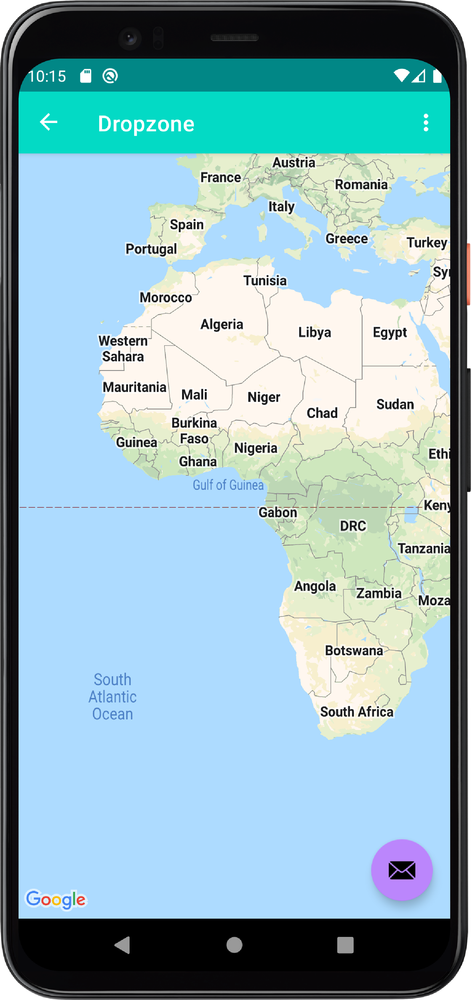 10:15
Dropzone
Austria
France
Romania
Italy
Spain
Greece
Turkey
Portugal
Syr
Tunisia
Morocco
Algeria
Libya
Egypt
Western
Sahara
Mauritania
Mali
Niger
Sudan
Chad
Burkina
Faso
Guinea
Nigeria
Ethi
Ghana
Gulf of Guinea
Keny
Gabon
DRC
Tanzania
Angola
Zambia
Moza
Botswana
South
Atlantic
Ocean
South Africa
Google